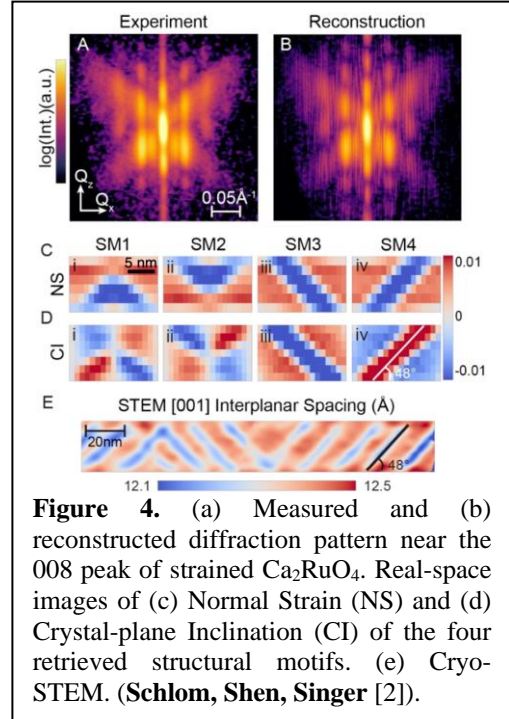 Experiment Reconstruction
A B
log(Int.)(a.u.)
Qz
Qx
0.05Å⁻¹
SM1 SM2 SM3 SM4
C
NS
i ii iii iv
5 nm
0.01
D
CI
i ii iii iv
48°
0
-0.01
E
STEM [001] Interplanar Spacing (Å)
20nm
48°
12.1 12.5
Figure 4. (a) Measured and (b)
reconstructed diffraction pattern near the
008 peak of strained Ca₂RuO₄. Real-space
images of (c) Normal Strain (NS) and (d)
Crystal-plane Inclination (CI) of the four
retrieved structural motifs. (e) Cryo-
STEM. (Schlom, Shen, Singer [2]).